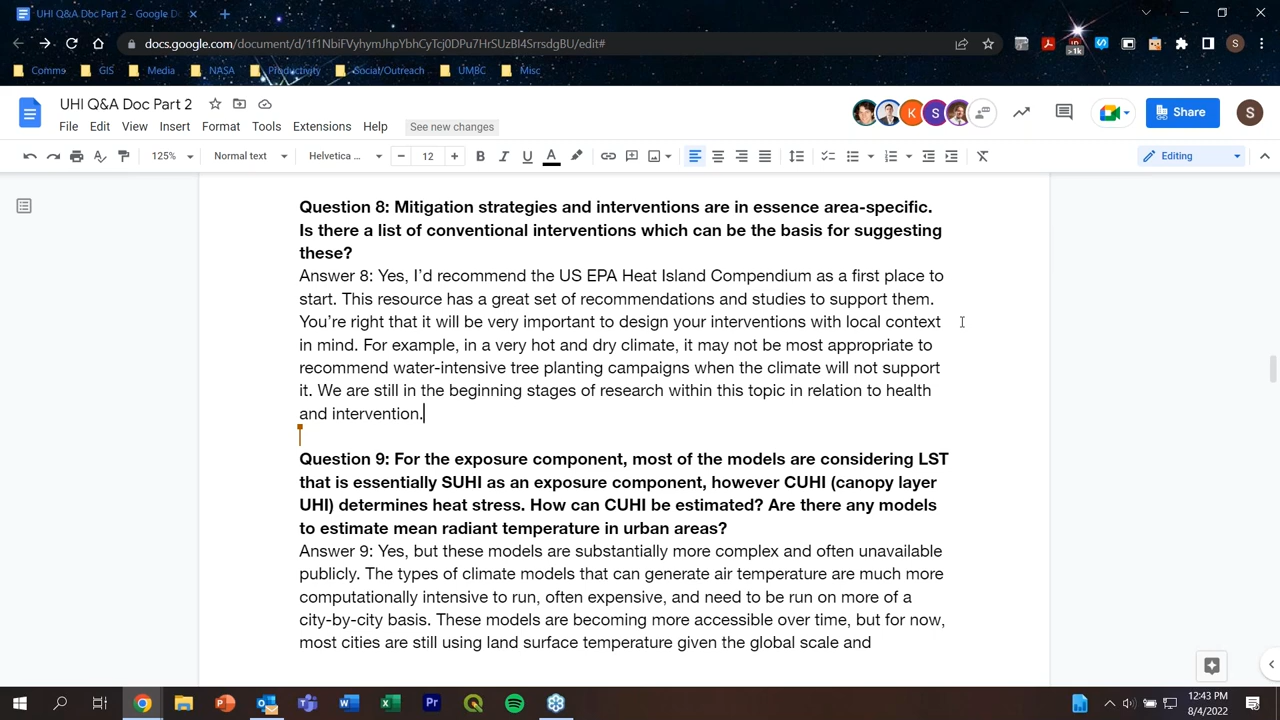 UHI Q&A Doc Part 2 - Google Do
docs.google.com/document/d/1f1NbiFVyhymJhpYbhCyTcj0DPu7HrSUzBI4SrrsdgBU/edit#
>1k
S
Comms GIS Media NASA Productivity Social/Outreach UMBC Misc
UHI Q&A Doc Part 2
K S Share S
File Edit View Insert Format Tools Extensions Help See new changes
125% Normal text Helvetica ... 12 B I U A Editing
Question 8: Mitigation strategies and interventions are in essence area-specific.
Is there a list of conventional interventions which can be the basis for suggesting
these?
Answer 8: Yes, I’d recommend the US EPA Heat Island Compendium as a first place to
start. This resource has a great set of recommendations and studies to support them.
You’re right that it will be very important to design your interventions with local context
in mind. For example, in a very hot and dry climate, it may not be most appropriate to
recommend water-intensive tree planting campaigns when the climate will not support
it. We are still in the beginning stages of research within this topic in relation to health
and intervention.
Question 9: For the exposure component, most of the models are considering LST
that is essentially SUHI as an exposure component, however CUHI (canopy layer
UHI) determines heat stress. How can CUHI be estimated? Are there any models
to estimate mean radiant temperature in urban areas?
Answer 9: Yes, but these models are substantially more complex and often unavailable
publicly. The types of climate models that can generate air temperature are much more
computationally intensive to run, often expensive, and need to be run on more of a
city-by-city basis. These models are becoming more accessible over time, but for now,
most cities are still using land surface temperature given the global scale and
12:43 PM
8/4/2022